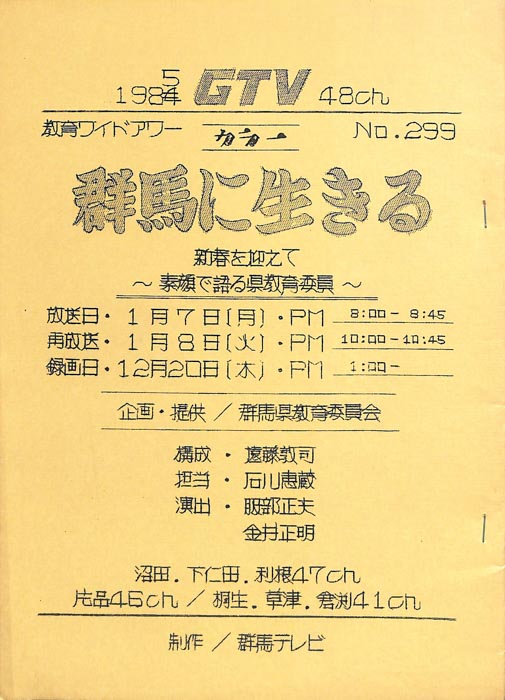 1984 5 GTV 48ch
教育ワイドアワー カラー No.299
群馬に生きる
新春を迎えて
～ 素顔で語る県教育委員 ～
放送日・1月7日(月)・PM 8:00-8:45
再放送・1月8日(火)・PM 10:00-10:45
録画日・12月20日(木)・PM 1:00-
企画・提供 / 群馬県教育委員会
構成・遠藤敦司
担当・石川恵蔵
演出・服部正夫
金井正明
沼田.下仁田.利根47ch
片品46ch / 桐生.草津.倉渕41ch
制作 / 群馬テレビ